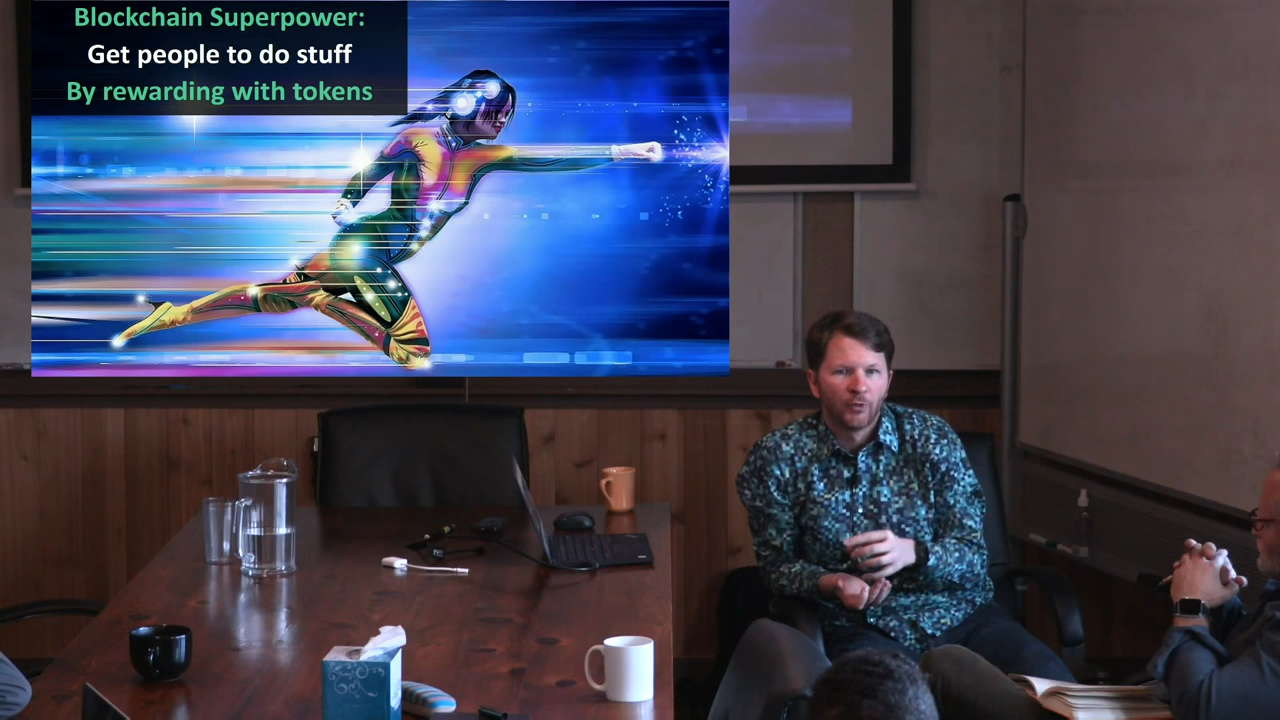 Blockchain Superpower:
Get people to do stuff
By rewarding with tokens